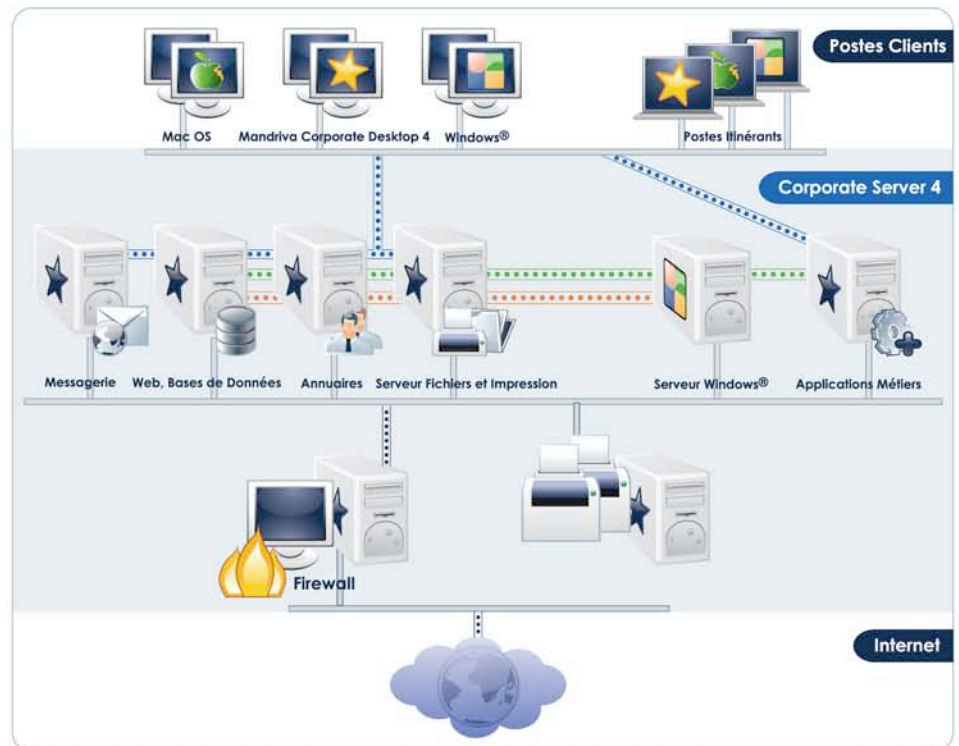 Postes Clients
Mac OS
Mandriva Corporate Desktop 4
Windows®
Postes Itinérants
Corporate Server 4
Messagerie
Web, Bases de Données
Annuaires
Serveur Fichiers et Impression
Serveur Windows®
Applications Métiers
Firewall
Internet